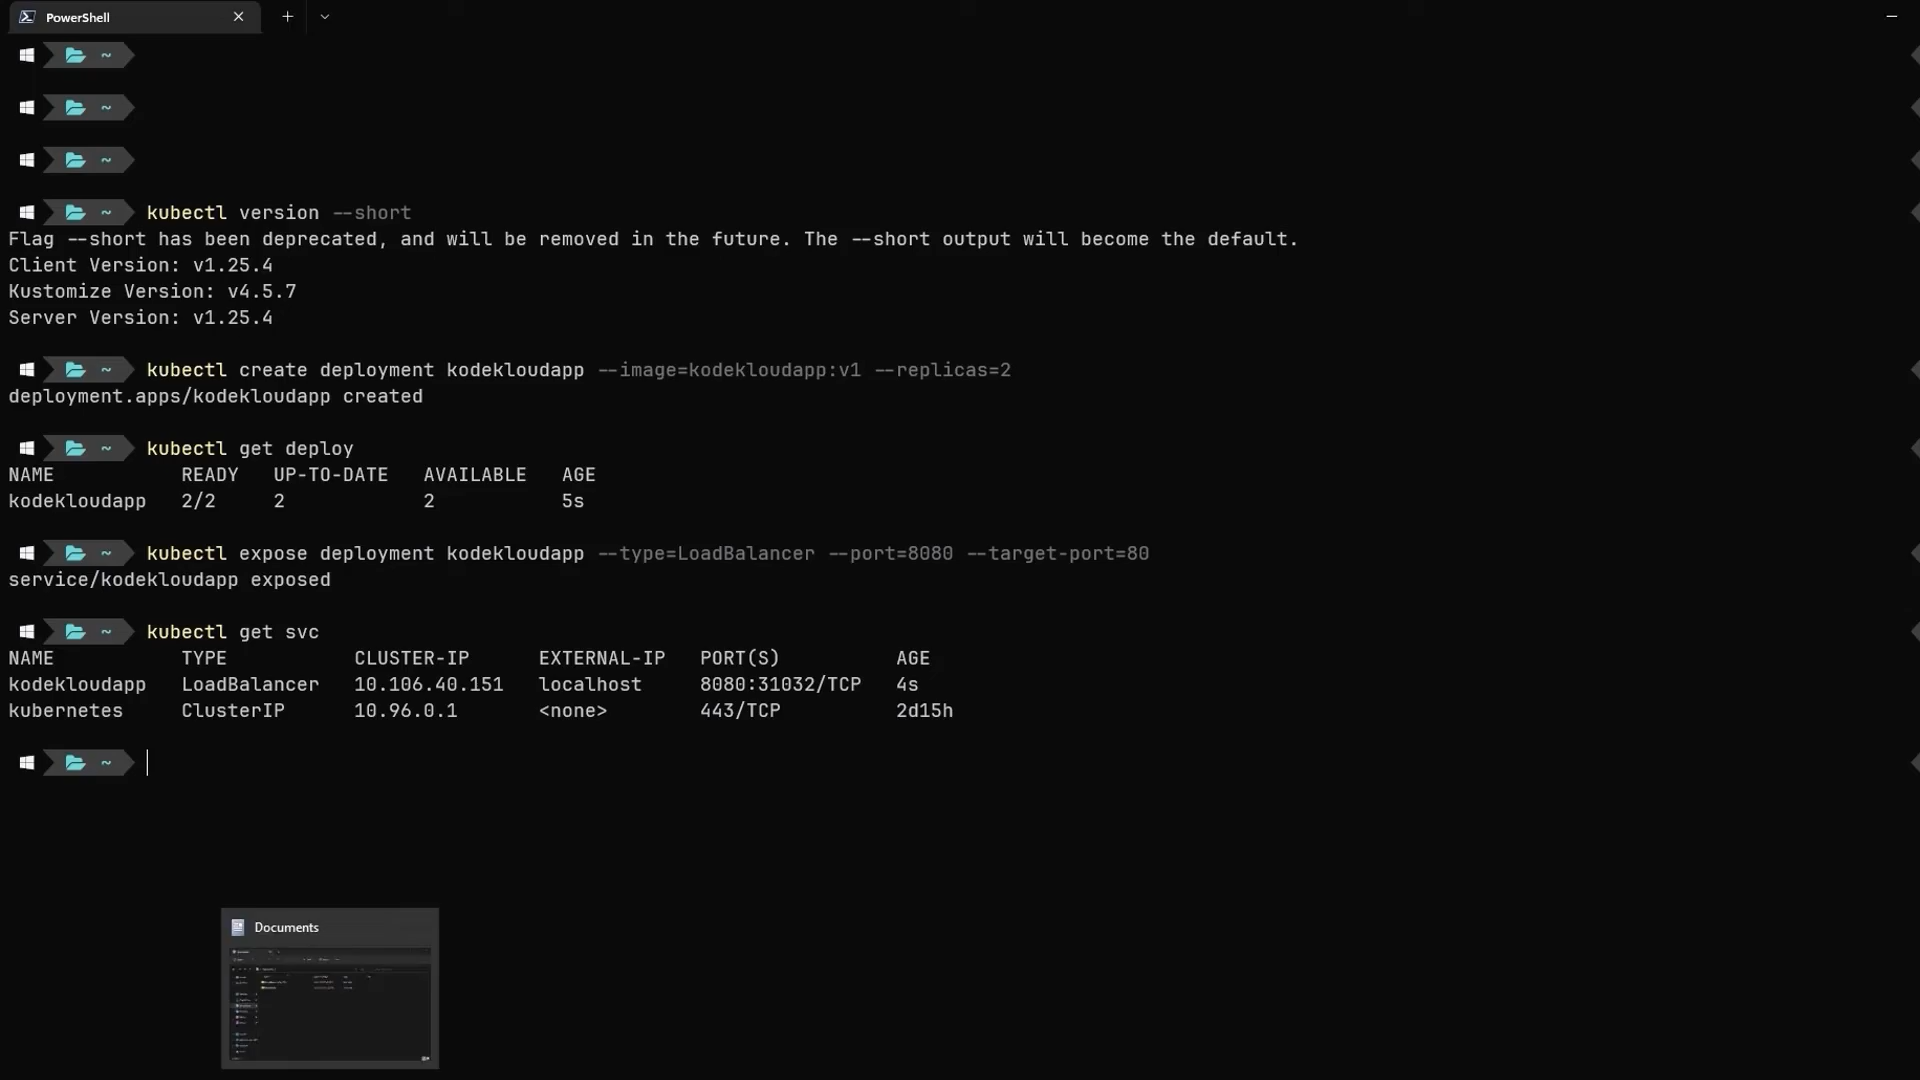 PowerShell
~
~
~
~ kubectl version --short
Flag --short has been deprecated, and will be removed in the future. The --short output will become the default.
Client Version: v1.25.4
Kustomize Version: v4.5.7
Server Version: v1.25.4
~ kubectl create deployment kodekloudapp --image=kodekloudapp:v1 --replicas=2
deployment.apps/kodekloudapp created
~ kubectl get deploy
NAME READY UP-TO-DATE AVAILABLE AGE
kodekloudapp 2/2 2 2 5s
~ kubectl expose deployment kodekloudapp --type=LoadBalancer --port=8080 --target-port=80
service/kodekloudapp exposed
~ kubectl get svc
NAME TYPE CLUSTER-IP EXTERNAL-IP PORT(S) AGE
kodekloudapp LoadBalancer 10.106.40.151 localhost 8080:31032/TCP 4s
kubernetes ClusterIP 10.96.0.1 <none> 443/TCP 2d15h
~
Documents